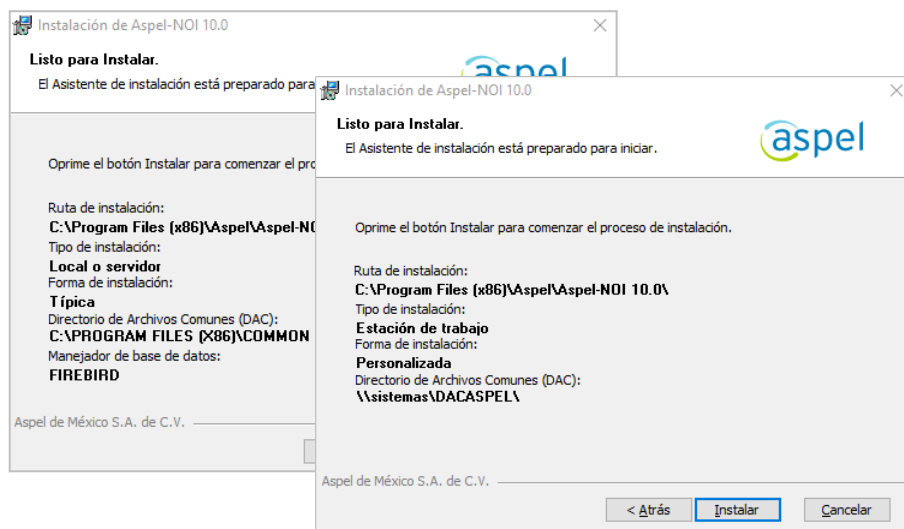 Instalación de Aspel-NOI 10.0
Listo para Instalar.
El Asistente de instalación está preparado para
aspel
Oprime el botón Instalar para comenzar el pro
Ruta de instalación:
C:\Program Files (x86)\Aspel\Aspel-NO
Tipo de instalación:
Local o servidor
Forma de instalación:
Típica
Directorio de Archivos Comunes (DAC):
C:\PROGRAM FILES (X86)\COMMON
Manejador de base de datos:
FIREBIRD
Aspel de México S.A. de C.V.
Instalación de Aspel-NOI 10.0
Listo para Instalar.
El Asistente de instalación está preparado para iniciar.
aspel
Oprime el botón Instalar para comenzar el proceso de instalación.
Ruta de instalación:
C:\Program Files (x86)\Aspel\Aspel-NOI 10.0\
Tipo de instalación:
Estación de trabajo
Forma de instalación:
Personalizada
Directorio de Archivos Comunes (DAC):
\\sistemas\DACASPEL\
Aspel de México S.A. de C.V.
< Atrás Instalar Cancelar